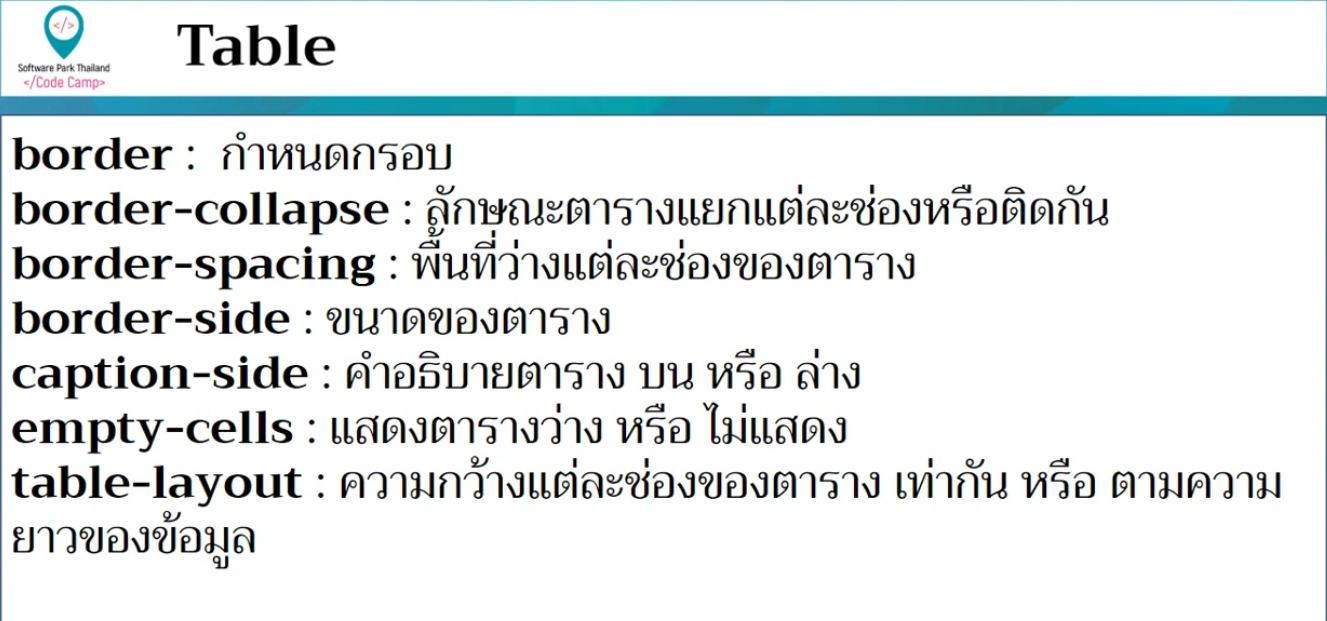 </>
Software Park Thailand
</Code Camp>
Table
border : กำหนดกรอบ
border-collapse : ลักษณะตารางแยกแต่ละช่องหรือติดกัน
border-spacing : พื้นที่ว่างแต่ละช่องของตาราง
border-side : ขนาดของตาราง
caption-side : คำอธิบายตาราง บน หรือ ล่าง
empty-cells : แสดงตารางว่าง หรือ ไม่แสดง
table-layout : ความกว้างแต่ละช่องของตาราง เท่ากัน หรือ ตามความ
ยาวของข้อมูล